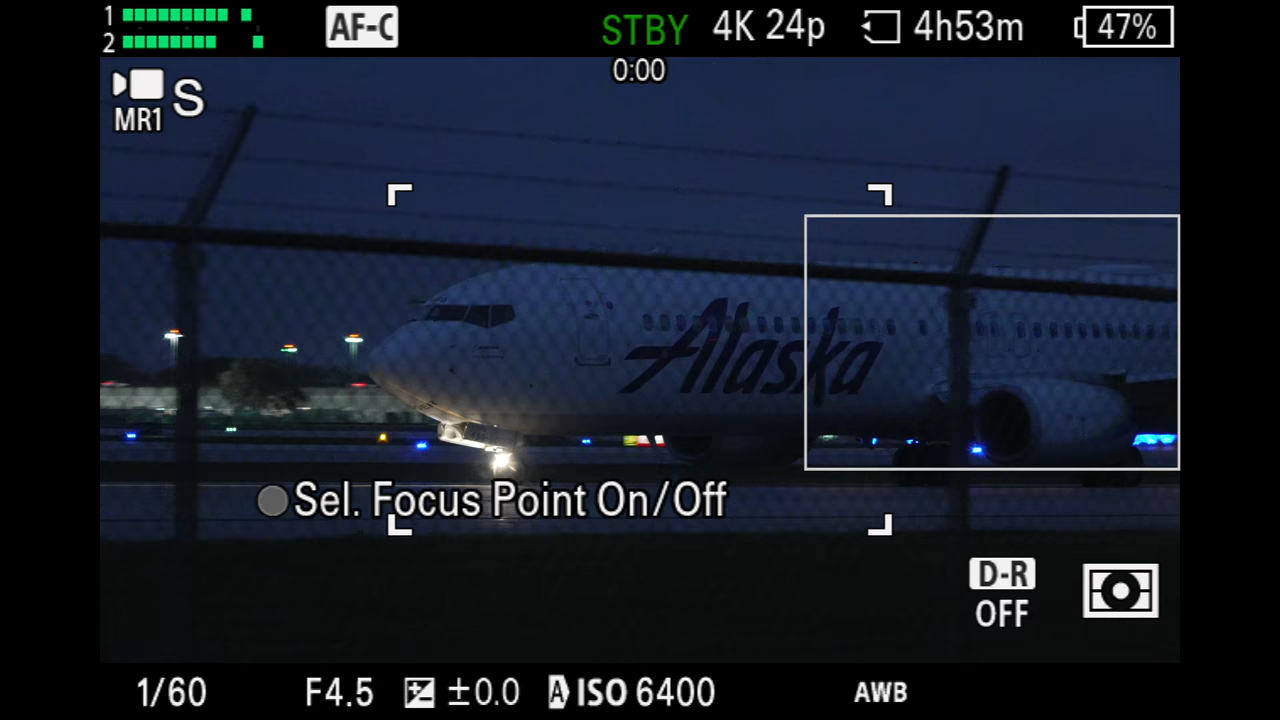 1
2
AF-C
STBY 4K 24p 4h53m 47%
0:00
MR1 S
Alaska
Sel. Focus Point On/Off
D-R
OFF
1/60 F4.5 ±0.0 A ISO 6400 AWB